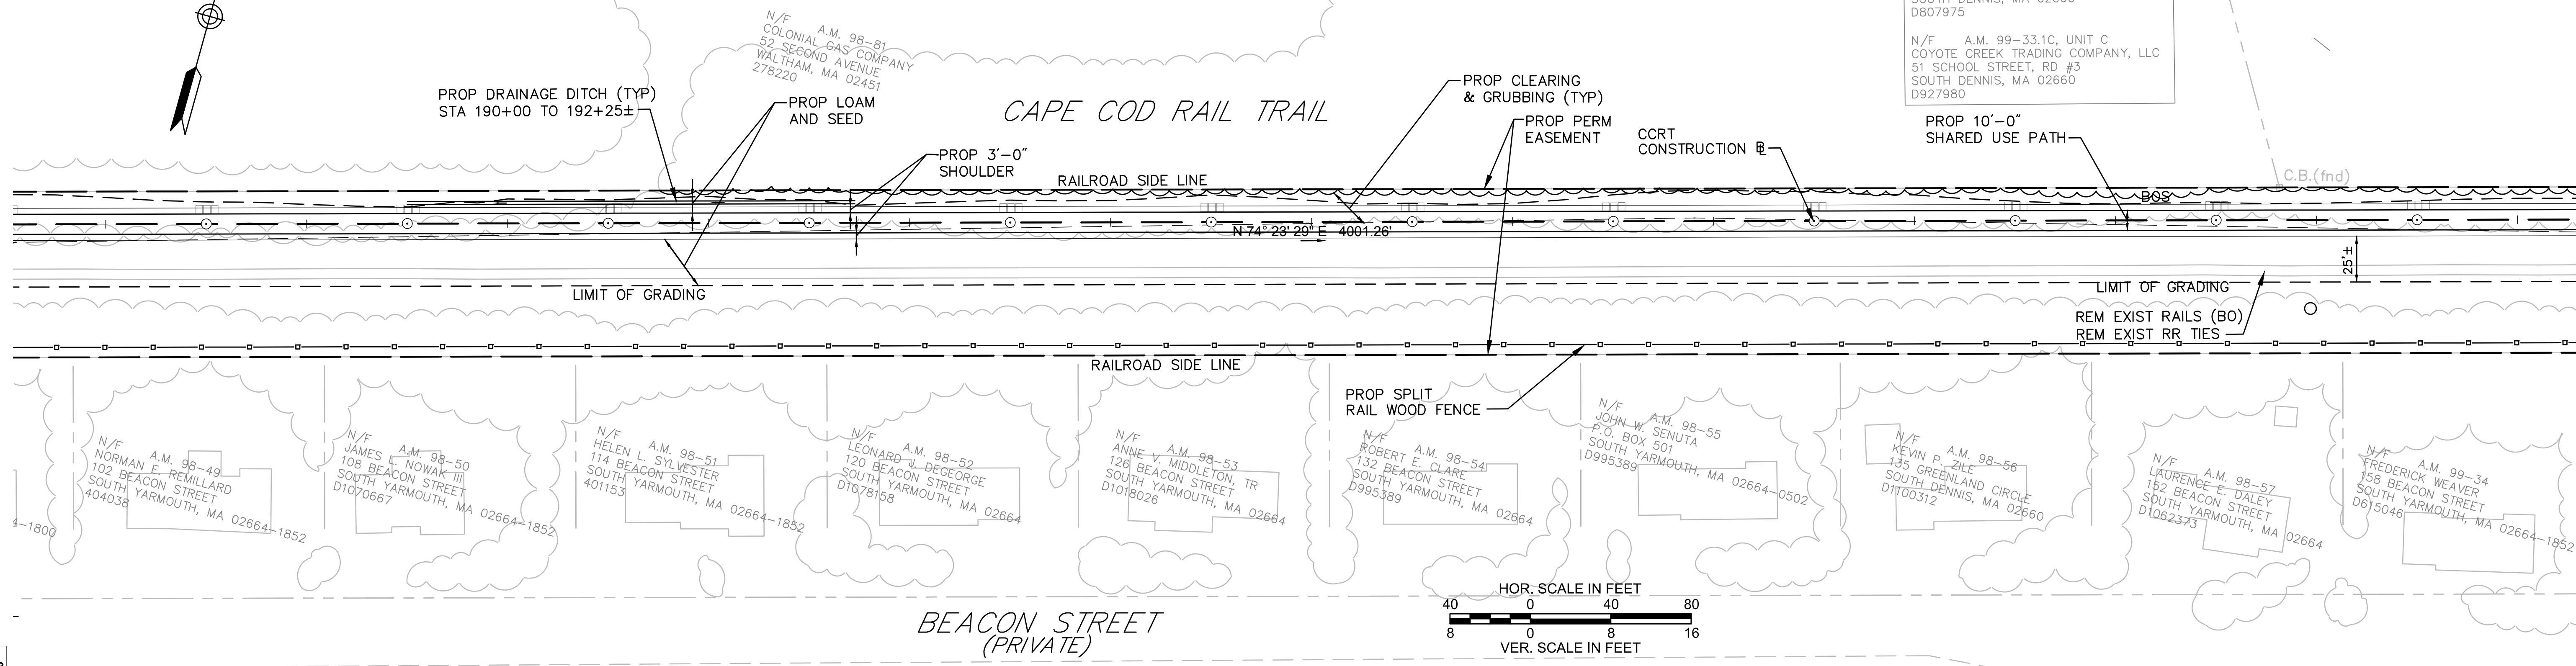 N/F A.M. 98-81
COLONIAL GAS COMPANY
52 SECOND AVENUE
WALTHAM, MA 02451
278220
SOUTH DENNIS, MA 02660
D807975
N/F A.M. 99-33.1C, UNIT C
COYOTE CREEK TRADING COMPANY, LLC
51 SCHOOL STREET, RD #3
SOUTH DENNIS, MA 02660
D927980
PROP DRAINAGE DITCH (TYP)
STA 190+00 TO 192+25±
PROP LOAM
AND SEED
CAPE COD RAIL TRAIL
PROP CLEARING
& GRUBBING (TYP)
PROP PERM
EASEMENT
CCRT
CONSTRUCTION ℄
PROP 10'-0"
SHARED USE PATH
PROP 3'-0"
SHOULDER
C.B.(fnd)
RAILROAD SIDE LINE
BOS
N 74° 23' 29" E 4001.26'
25'±
LIMIT OF GRADING
LIMIT OF GRADING
REM EXIST RAILS (BO)
REM EXIST RR TIES
RAILROAD SIDE LINE
PROP SPLIT
RAIL WOOD FENCE
4-1800
N/F A.M. 98-49
NORMAN E. REMILLARD
102 BEACON STREET
SOUTH YARMOUTH, MA 02664-1852
404038
N/F A.M. 98-50
JAMES L. NOWAK III
108 BEACON STREET
SOUTH YARMOUTH, MA 02664-1852
D1070667
N/F A.M. 98-51
HELEN L. SYLVESTER
114 BEACON STREET
SOUTH YARMOUTH, MA 02664-1852
401153
N/F A.M. 98-52
LEONARD J. DEGEORGE
120 BEACON STREET
SOUTH YARMOUTH, MA 02664
D1078158
N/F A.M. 98-53
ANNE V. MIDDLETON, TR
126 BEACON STREET
SOUTH YARMOUTH, MA 02664
D1018026
N/F A.M. 98-54
ROBERT E. CLARE
132 BEACON STREET
SOUTH YARMOUTH, MA 02664
D995389
N/F A.M. 98-55
JOHN W. SENUTA
P.O. BOX 501
SOUTH YARMOUTH, MA 02664-0502
D995389
N/F A.M. 98-56
KEVIN P. ZILE
135 GREENLAND CIRCLE
SOUTH DENNIS, MA 02660
D1100312
N/F A.M. 98-57
LAURENCE E. DALEY
152 BEACON STREET
SOUTH YARMOUTH, MA 02664
D1062373
N/F A.M. 99-34
FREDERICK WEAVER
158 BEACON STREET
SOUTH YARMOUTH, MA 02664-1852
D615046
BEACON STREET
(PRIVATE)
HOR. SCALE IN FEET
40 0 40 80
8 0 8 16
VER. SCALE IN FEET